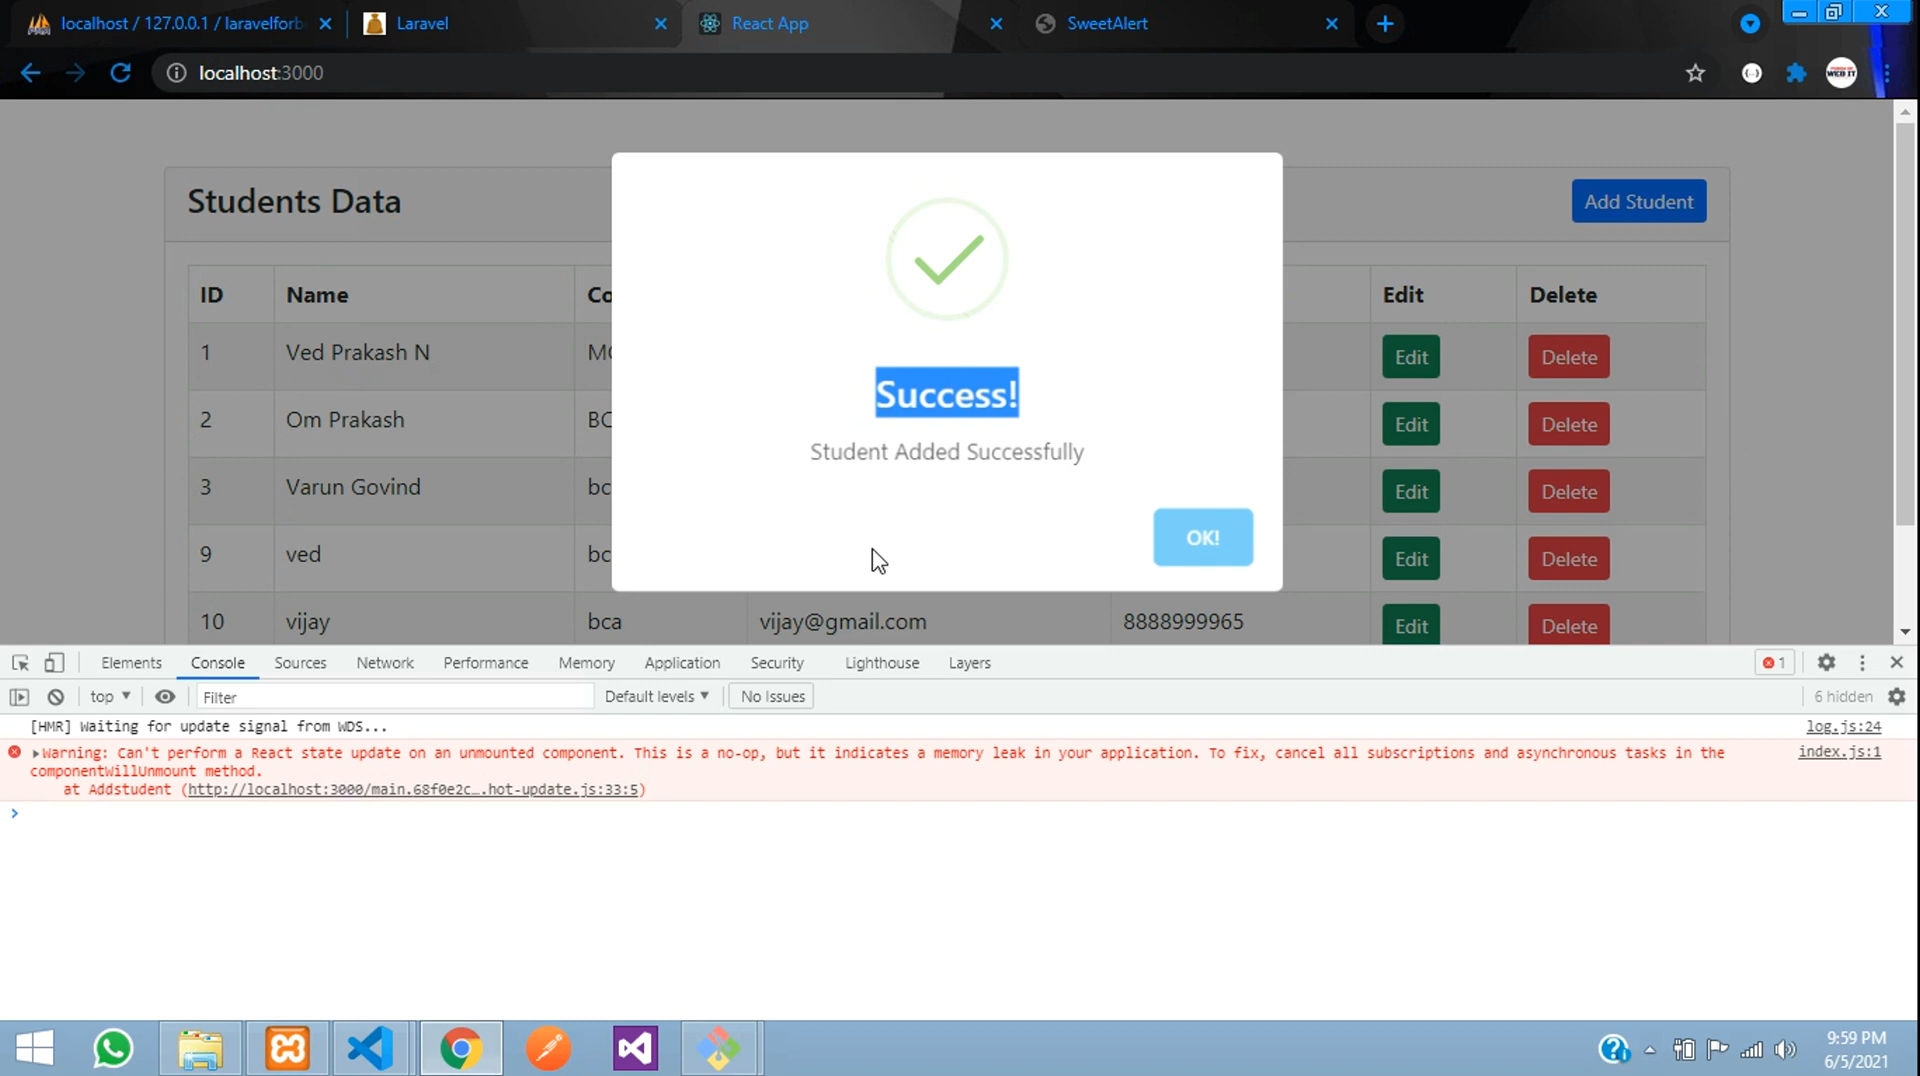 localhost / 127.0.0.1 / laravelforb
Laravel
React App
SweetAlert
localhost:3000
Students Data
Add Student
ID Name Co Edit Delete
1 Ved Prakash N MC Edit Delete
2 Om Prakash BC Edit Delete
3 Varun Govind bc Edit Delete
9 ved bc Edit Delete
10 vijay bca vijay@gmail.com 8888999965 Edit Delete
Success!
Student Added Successfully
OK!
Elements Console Sources Network Performance Memory Application Security Lighthouse Layers 1
top Filter Default levels No Issues 6 hidden
[HMR] Waiting for update signal from WDS... log.js:24
Warning: Can't perform a React state update on an unmounted component. This is a no-op, but it indicates a memory leak in your application. To fix, cancel all subscriptions and asynchronous tasks in the index.js:1
componentWillUnmount method.
at Addstudent (http://localhost:3000/main.68f0e2c….hot-update.js:33:5)
9:59 PM
6/5/2021